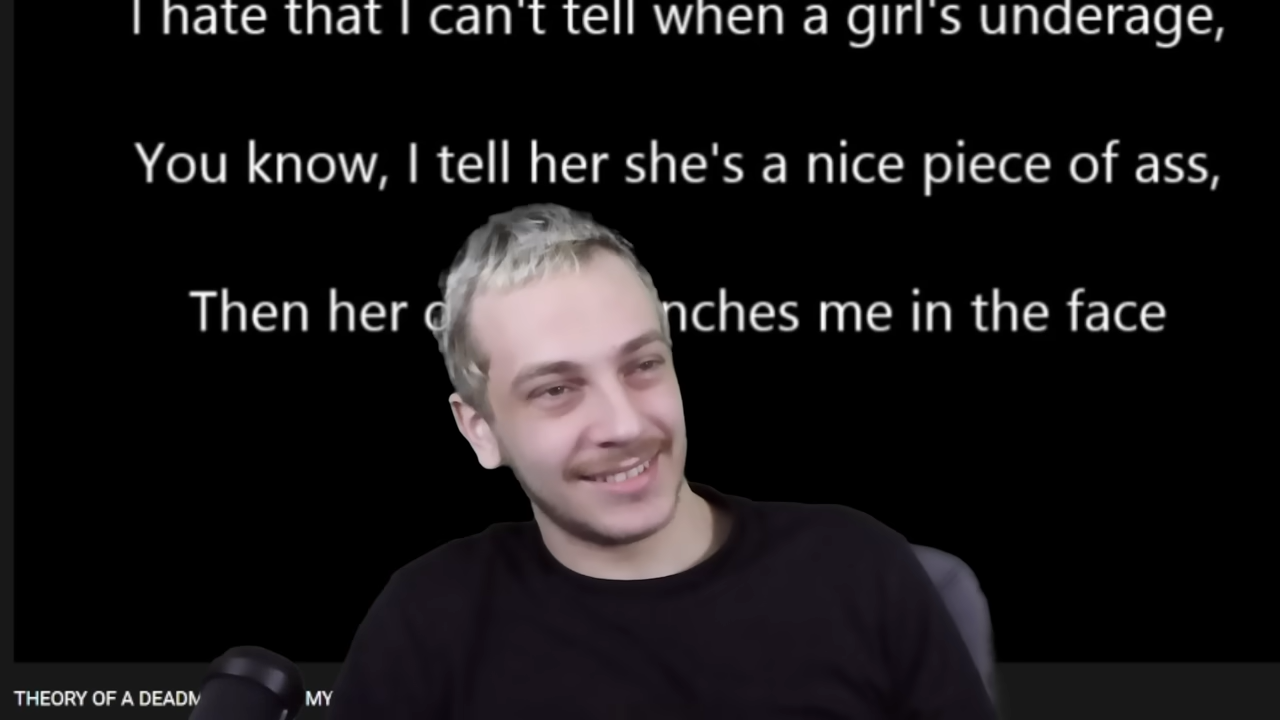 I hate that I can't tell when a girl's underage,
You know, I tell her she's a nice piece of ass,
Then her me in the face
THEORY OF A MY